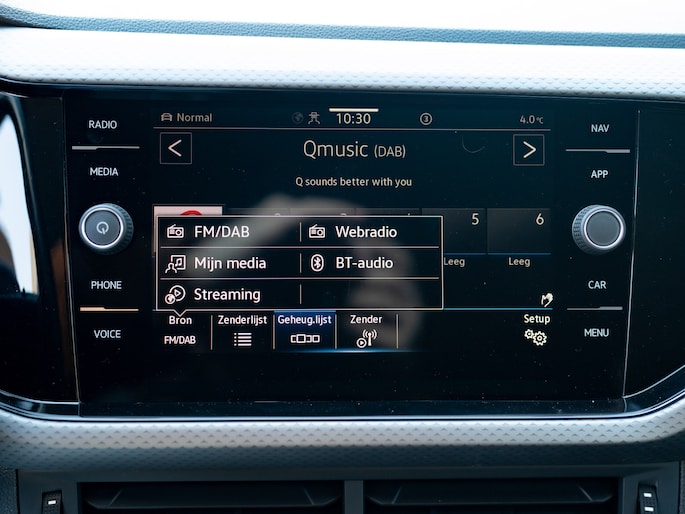 RADIO
MEDIA
PHONE
VOICE
Normal
10:30
3
4.0°C
Qmusic (DAB)
Q sounds better with you
5
6
Leeg
Leeg
FM/DAB
Webradio
Mijn media
BT-audio
Streaming
Bron
FM/DAB
Zenderlijst
Geheug.lijst
Zender
Setup
NAV
APP
CAR
MENU